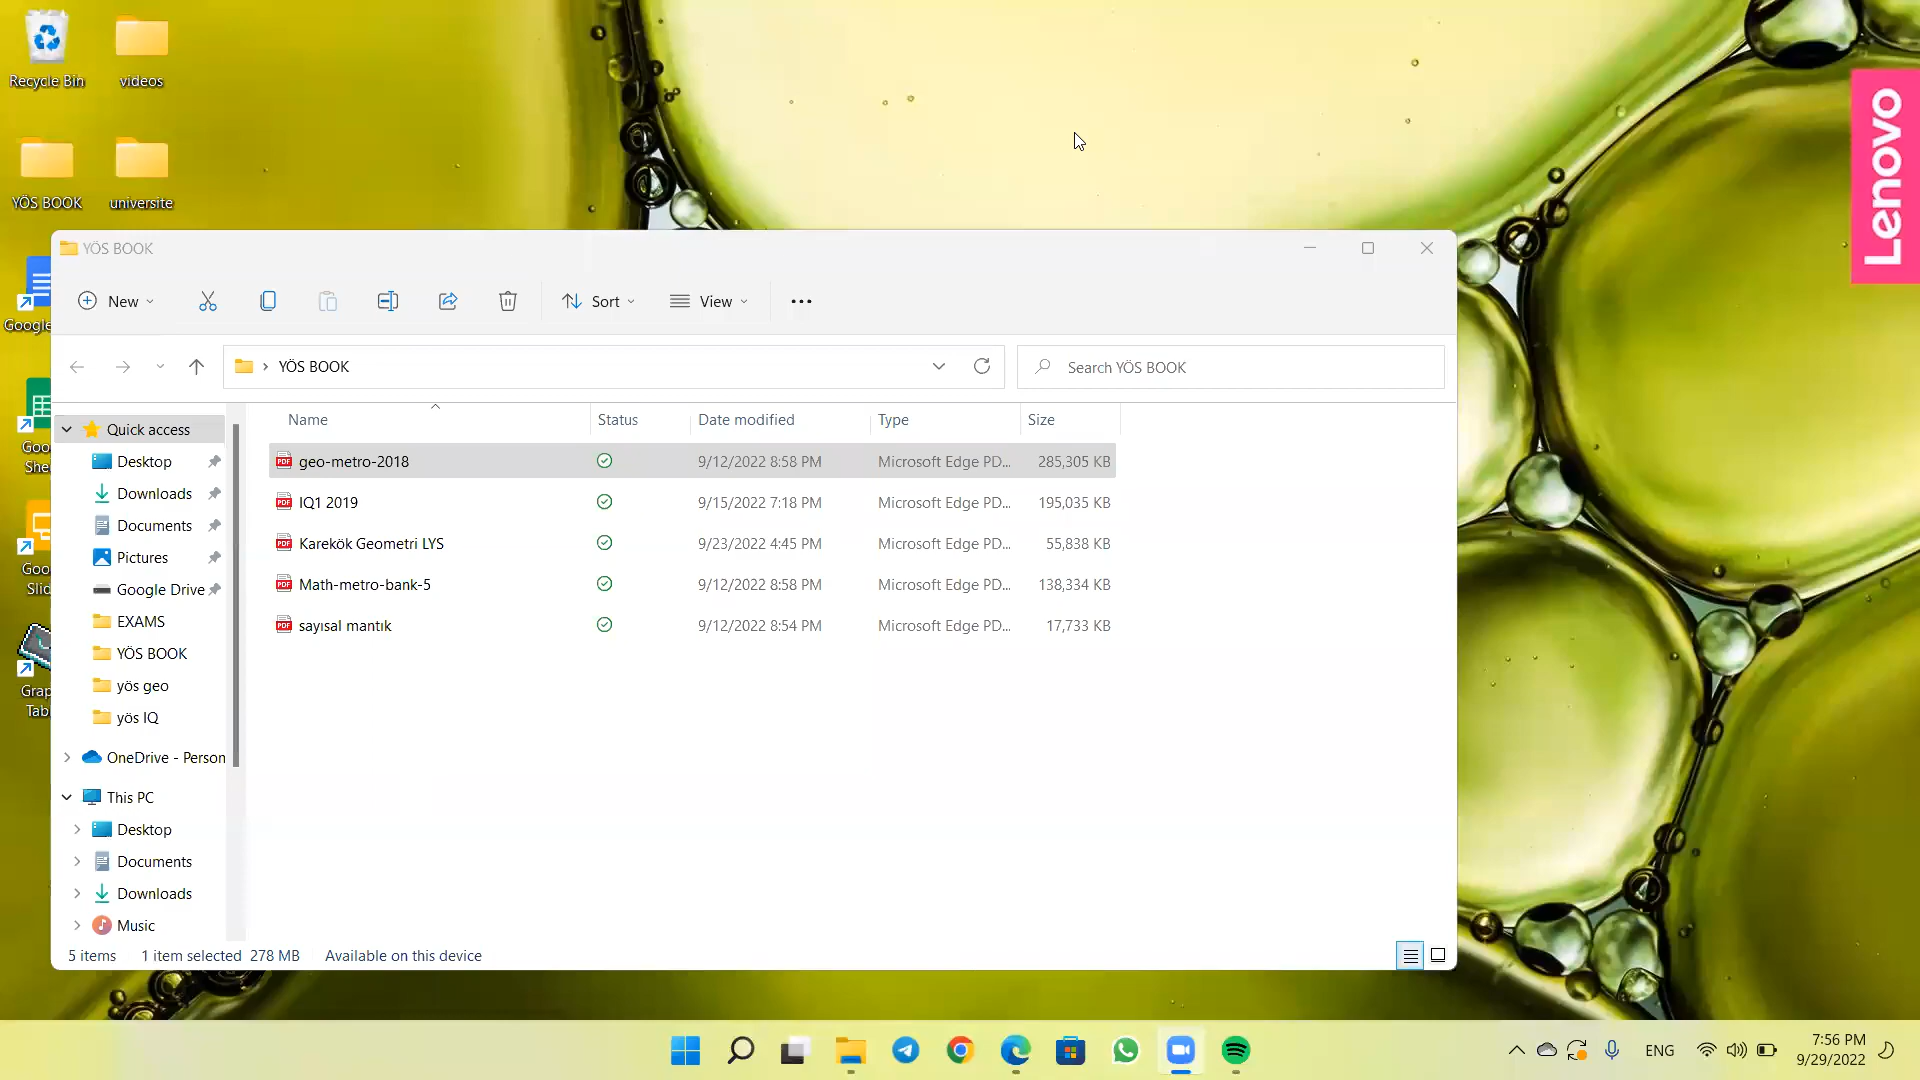 Recycle Bin
videos
YÖS BOOK
universite
Lenovo
YÖS BOOK
New
Sort
View
YÖS BOOK
Search YÖS BOOK
Google
Goo
She
Goo
Slid
Grap
Tab
Quick access
Desktop
Downloads
Documents
Pictures
Google Drive
EXAMS
YÖS BOOK
yös geo
yös IQ
OneDrive - Person
This PC
Desktop
Documents
Downloads
Music
Name Status Date modified Type Size
geo-metro-2018 9/12/2022 8:58 PM Microsoft Edge PD... 285,305 KB
IQ1 2019 9/15/2022 7:18 PM Microsoft Edge PD... 195,035 KB
Karekök Geometri LYS 9/23/2022 4:45 PM Microsoft Edge PD... 55,838 KB
Math-metro-bank-5 9/12/2022 8:58 PM Microsoft Edge PD... 138,334 KB
sayısal mantık 9/12/2022 8:54 PM Microsoft Edge PD... 17,733 KB
5 items 1 item selected 278 MB Available on this device
ENG
7:56 PM
9/29/2022